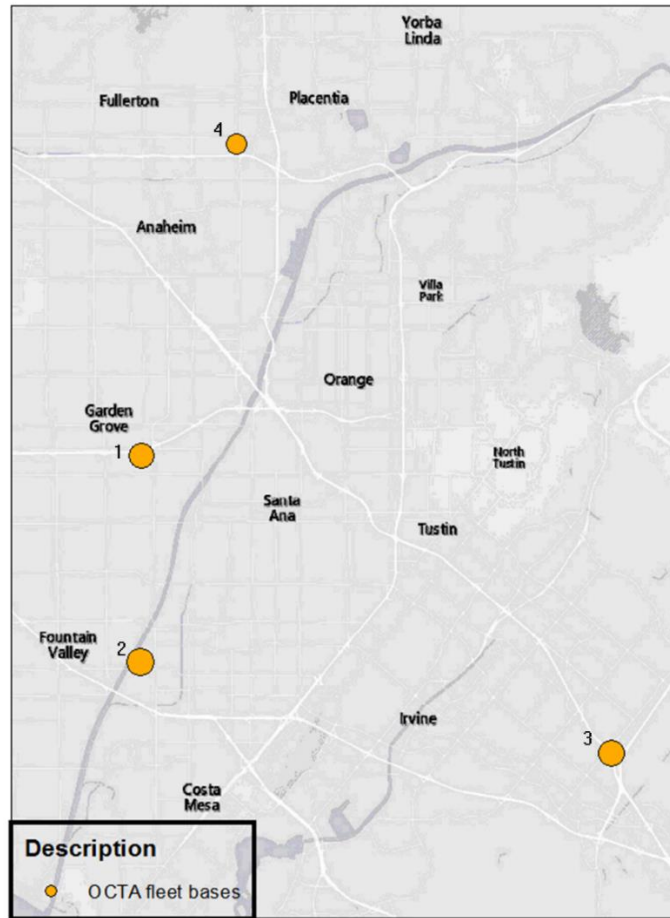 Yorba
Linda
Fullerton
Placentia
4
Anaheim
Villa
Park
Orange
Garden
Grove
1
North
Tustin
Santa
Ana
Tustin
Fountain
Valley
2
Irvine
3
Costa
Mesa
Description
OCTA fleet bases